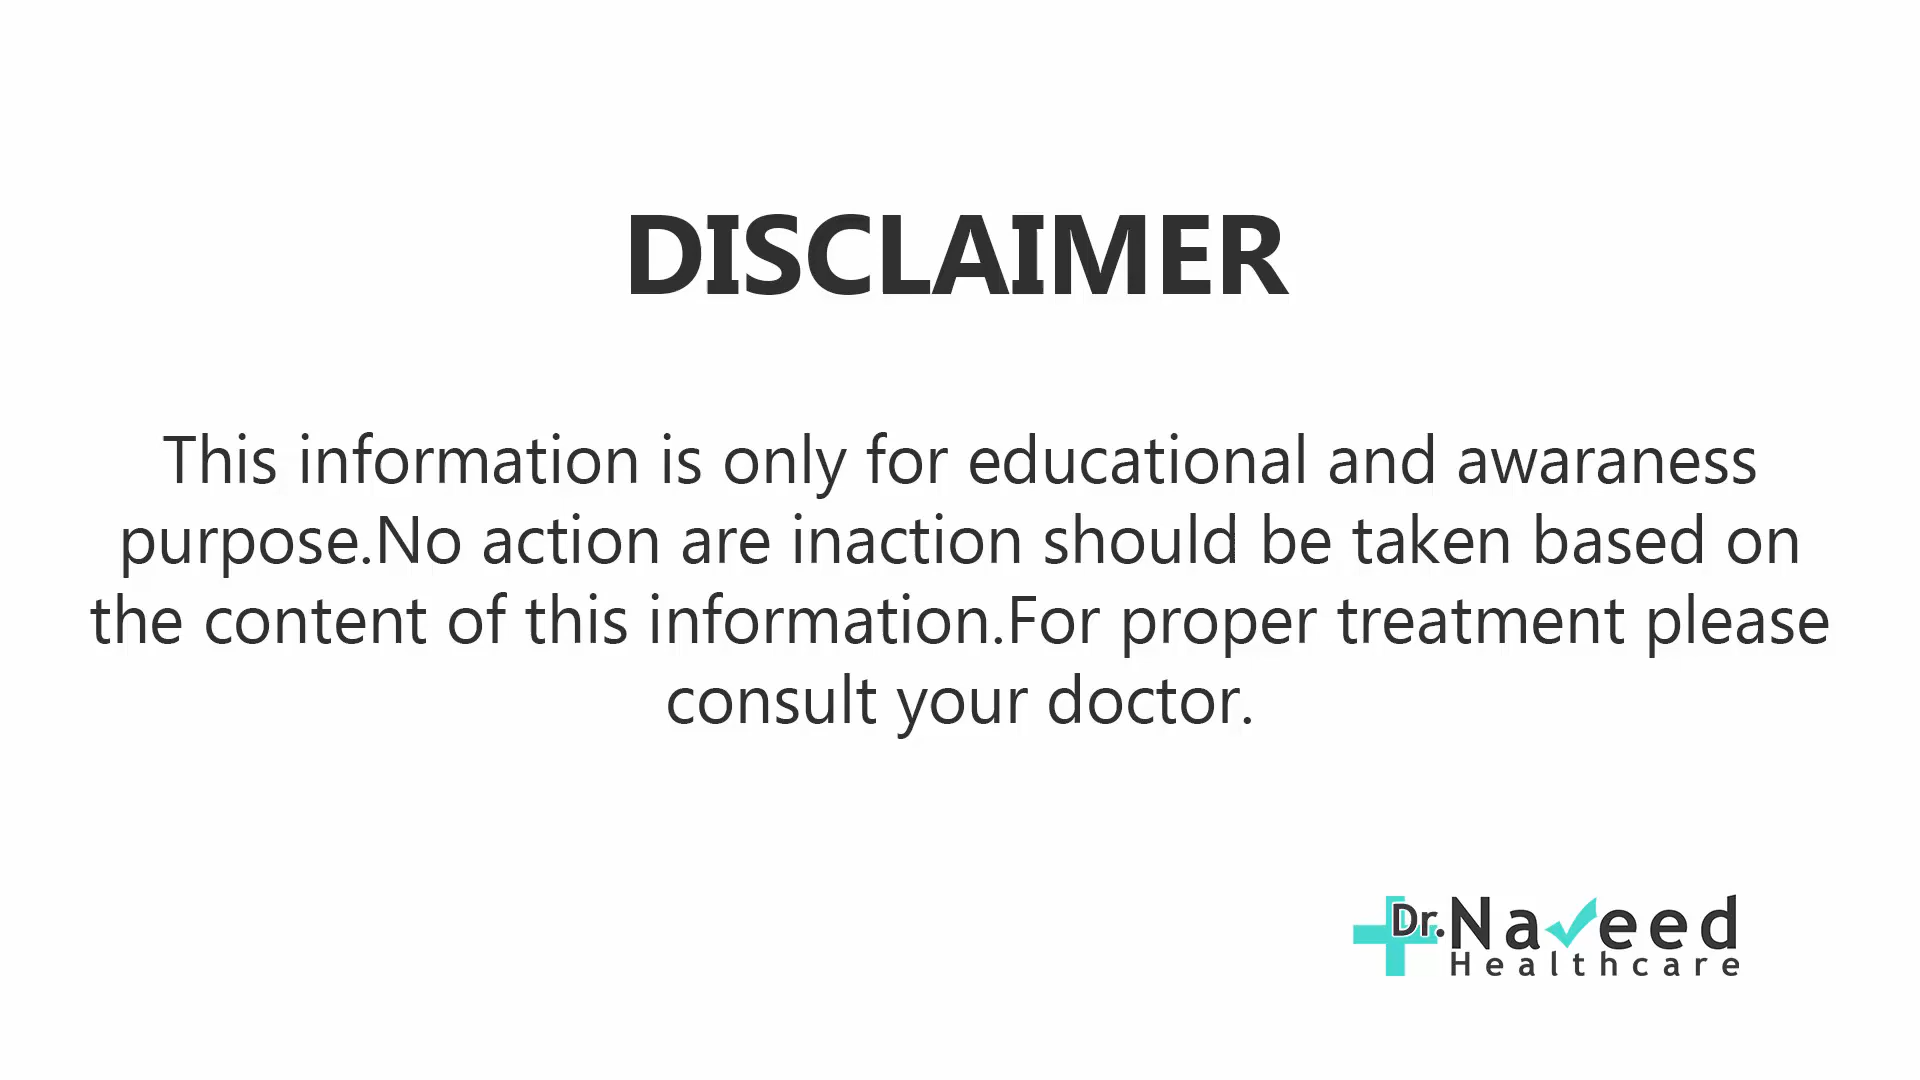 DISCLAIMER
This information is only for educational and awaraness
purpose.No action are inaction should be taken based on
the content of this information.For proper treatment please
consult your doctor.
Dr.Naveed
Healthcare